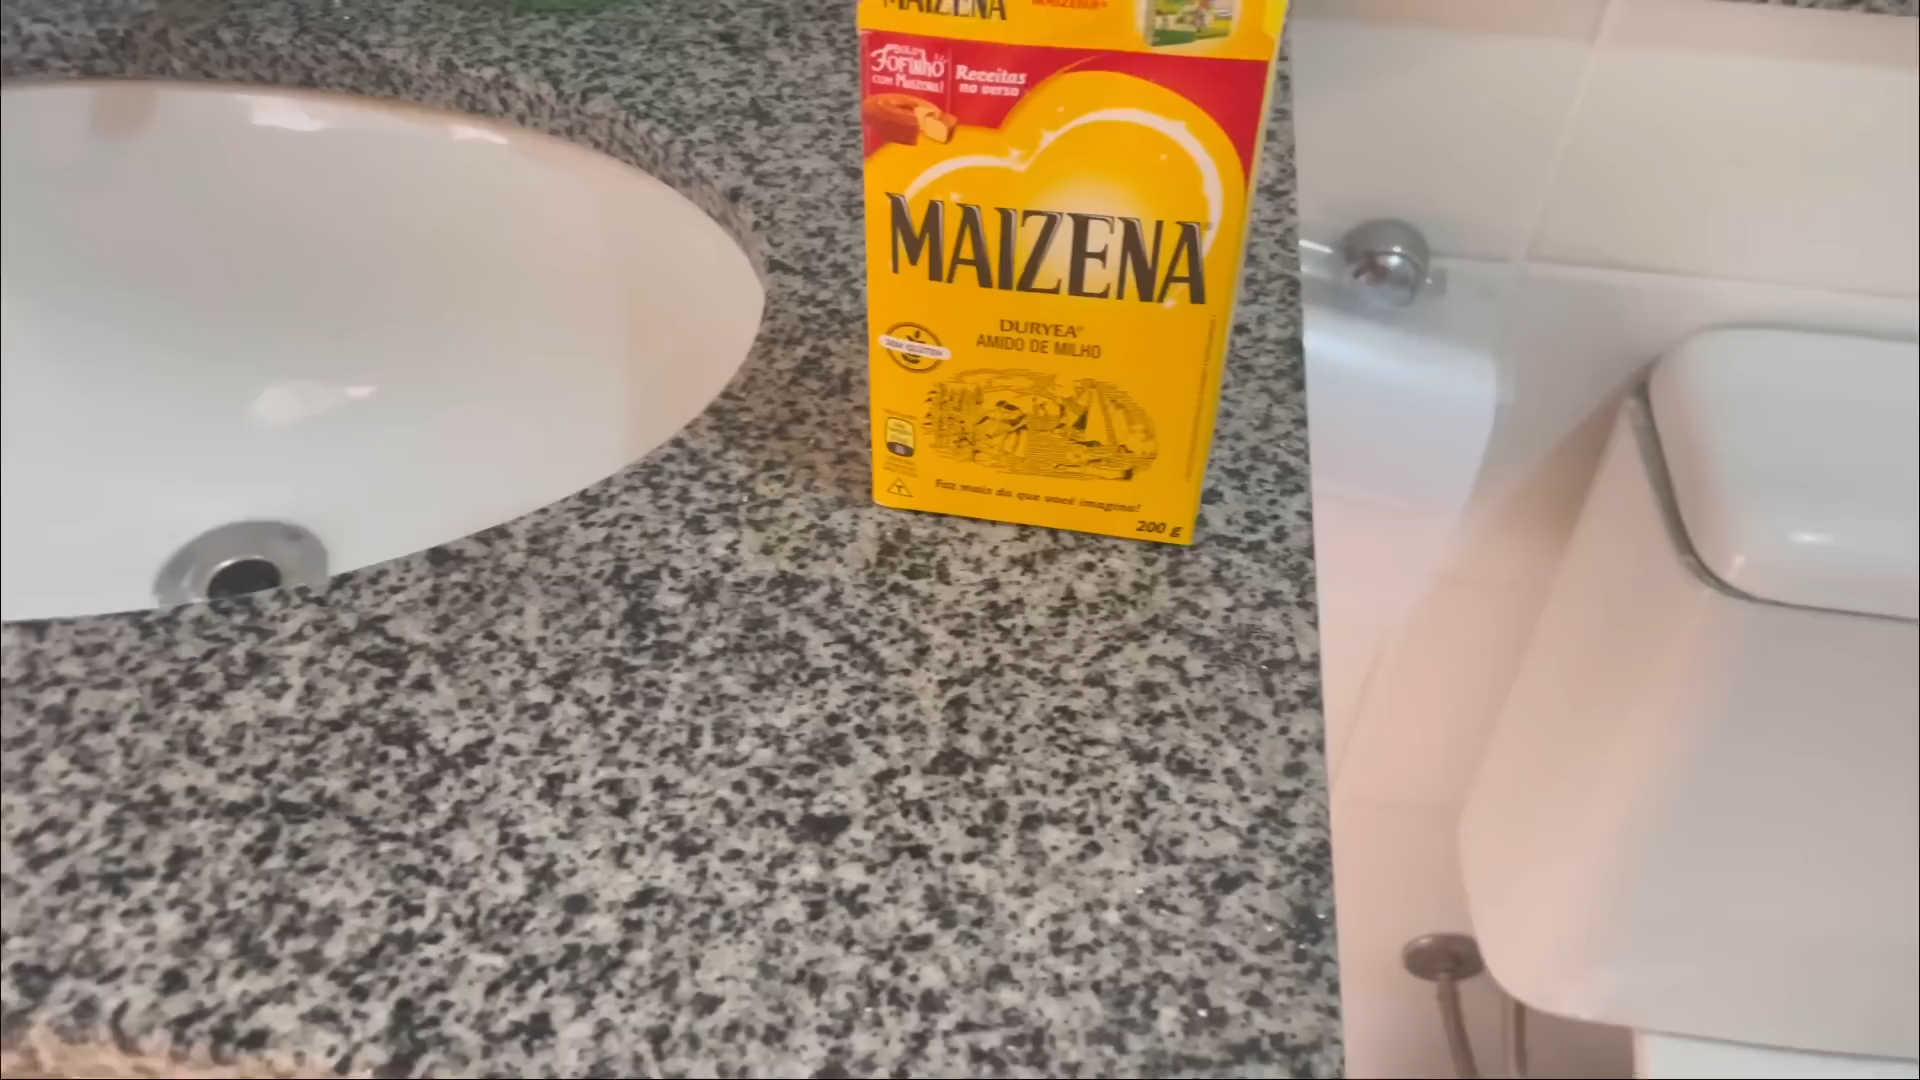 MAIZENA
MAIZENA®
BOLO
FOFINHO
COM MAIZENA!
Receitas
no verso
MAIZENA
DURYEA®
AMIDO DE MILHO
SEM GLÚTEN
Faz mais do que você imagina!
200 g
T